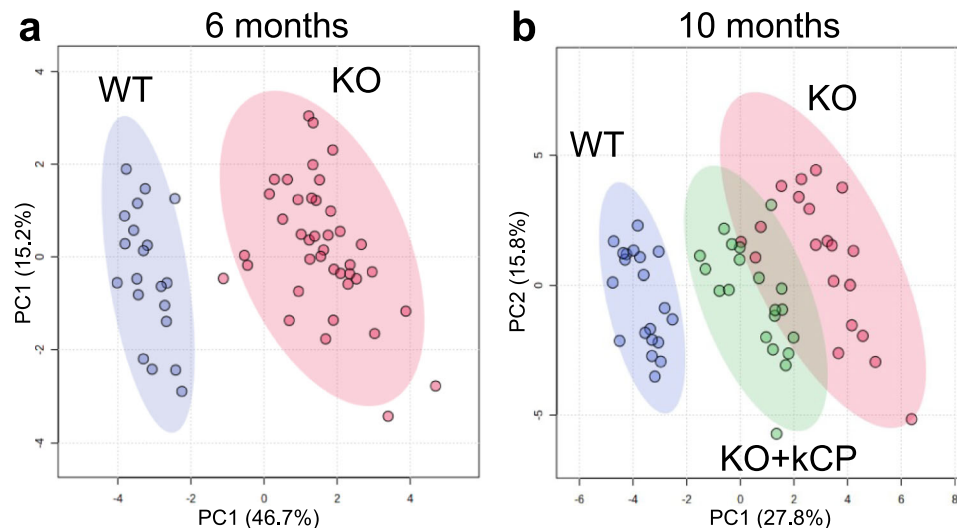 a
6 months
WT
KO
4
2
0
-2
-4
PC1 (15.2%)
-4
-2
0
2
4
PC1 (46.7%)
b
10 months
WT
KO
KO+kCP
5
0
-5
PC2 (15.8%)
-6
-4
-2
0
2
4
6
8
PC1 (27.8%)